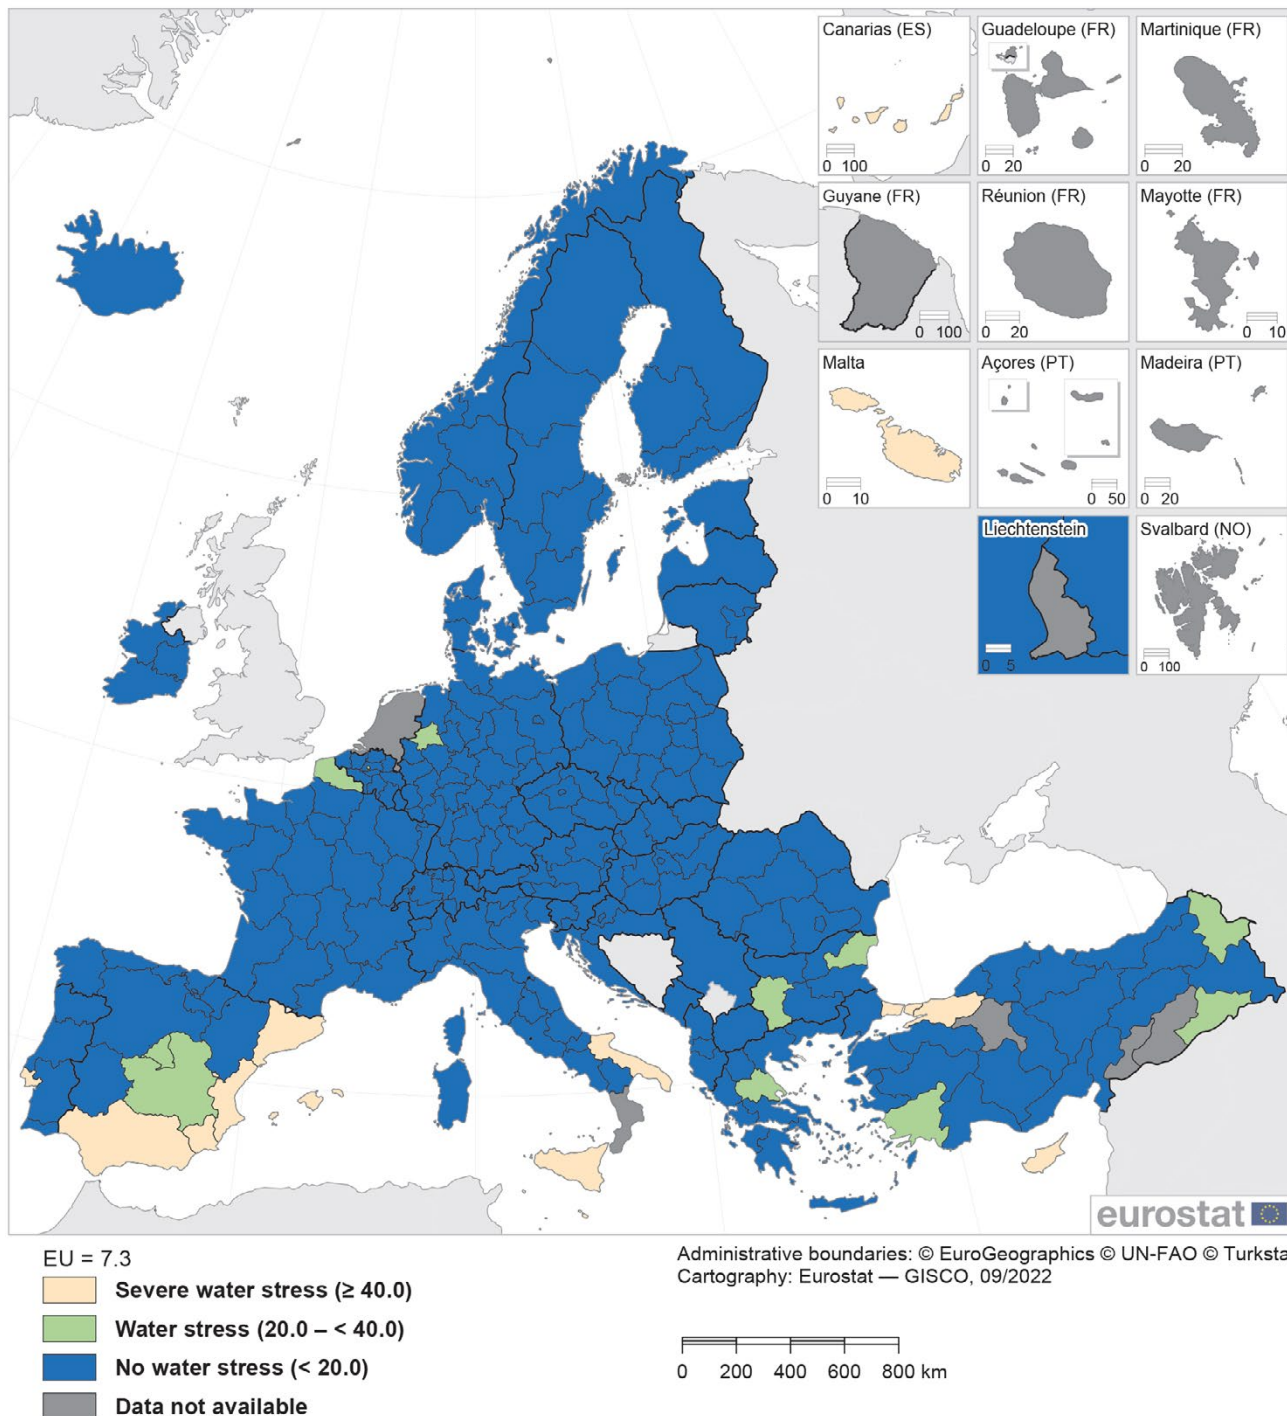 Canarias (ES)
0 100
Guadeloupe (FR)
0 20
Martinique (FR)
0 20
Guyane (FR)
0 100
Réunion (FR)
0 20
Mayotte (FR)
0 10
Malta
0 10
Açores (PT)
0 50
Madeira (PT)
0 20
Liechtenstein
0 5
Svalbard (NO)
0 100
eurostat
EU = 7.3
Severe water stress (≥ 40.0)
Water stress (20.0 – < 40.0)
No water stress (< 20.0)
Data not available
Administrative boundaries: © EuroGeographics © UN-FAO © Turksta
Cartography: Eurostat — GISCO, 09/2022
0 200 400 600 800 km